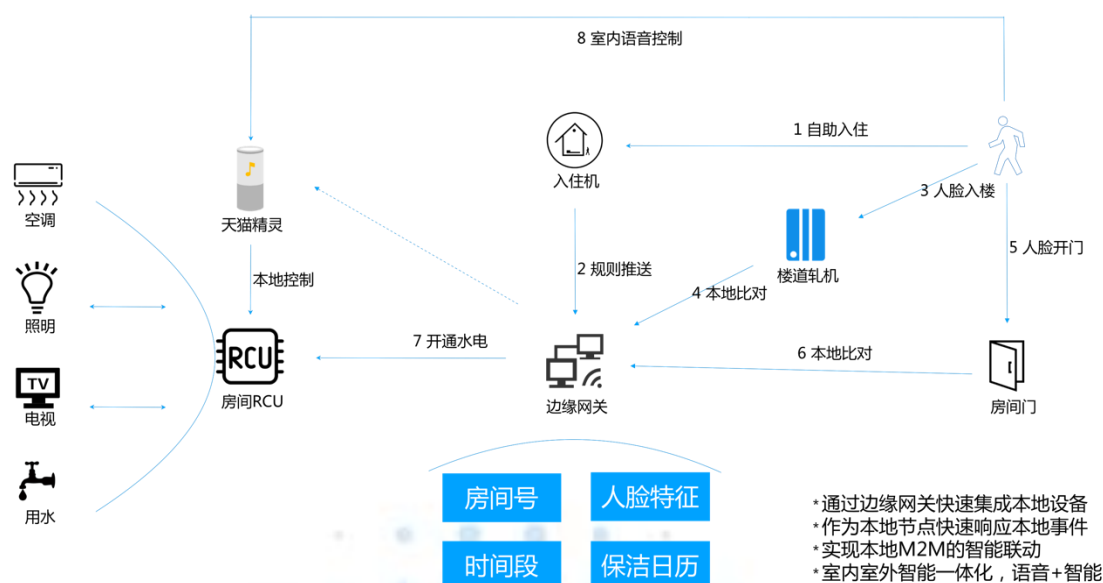 8 室内语音控制
1 自助入住
入住机
3 人脸入楼
空调
天猫精灵
2 规则推送
楼道轧机
5 人脸开门
本地控制
4 本地比对
照明
RCU
7 开通水电
6 本地比对
TV
电视
房间RCU
边缘网关
房间门
用水
房间号
人脸特征
时间段
保洁日历
*通过边缘网关快速集成本地设备
*作为本地节点快速响应本地事件
*实现本地M2M的智能联动
*室内室外智能一体化，语音+智能